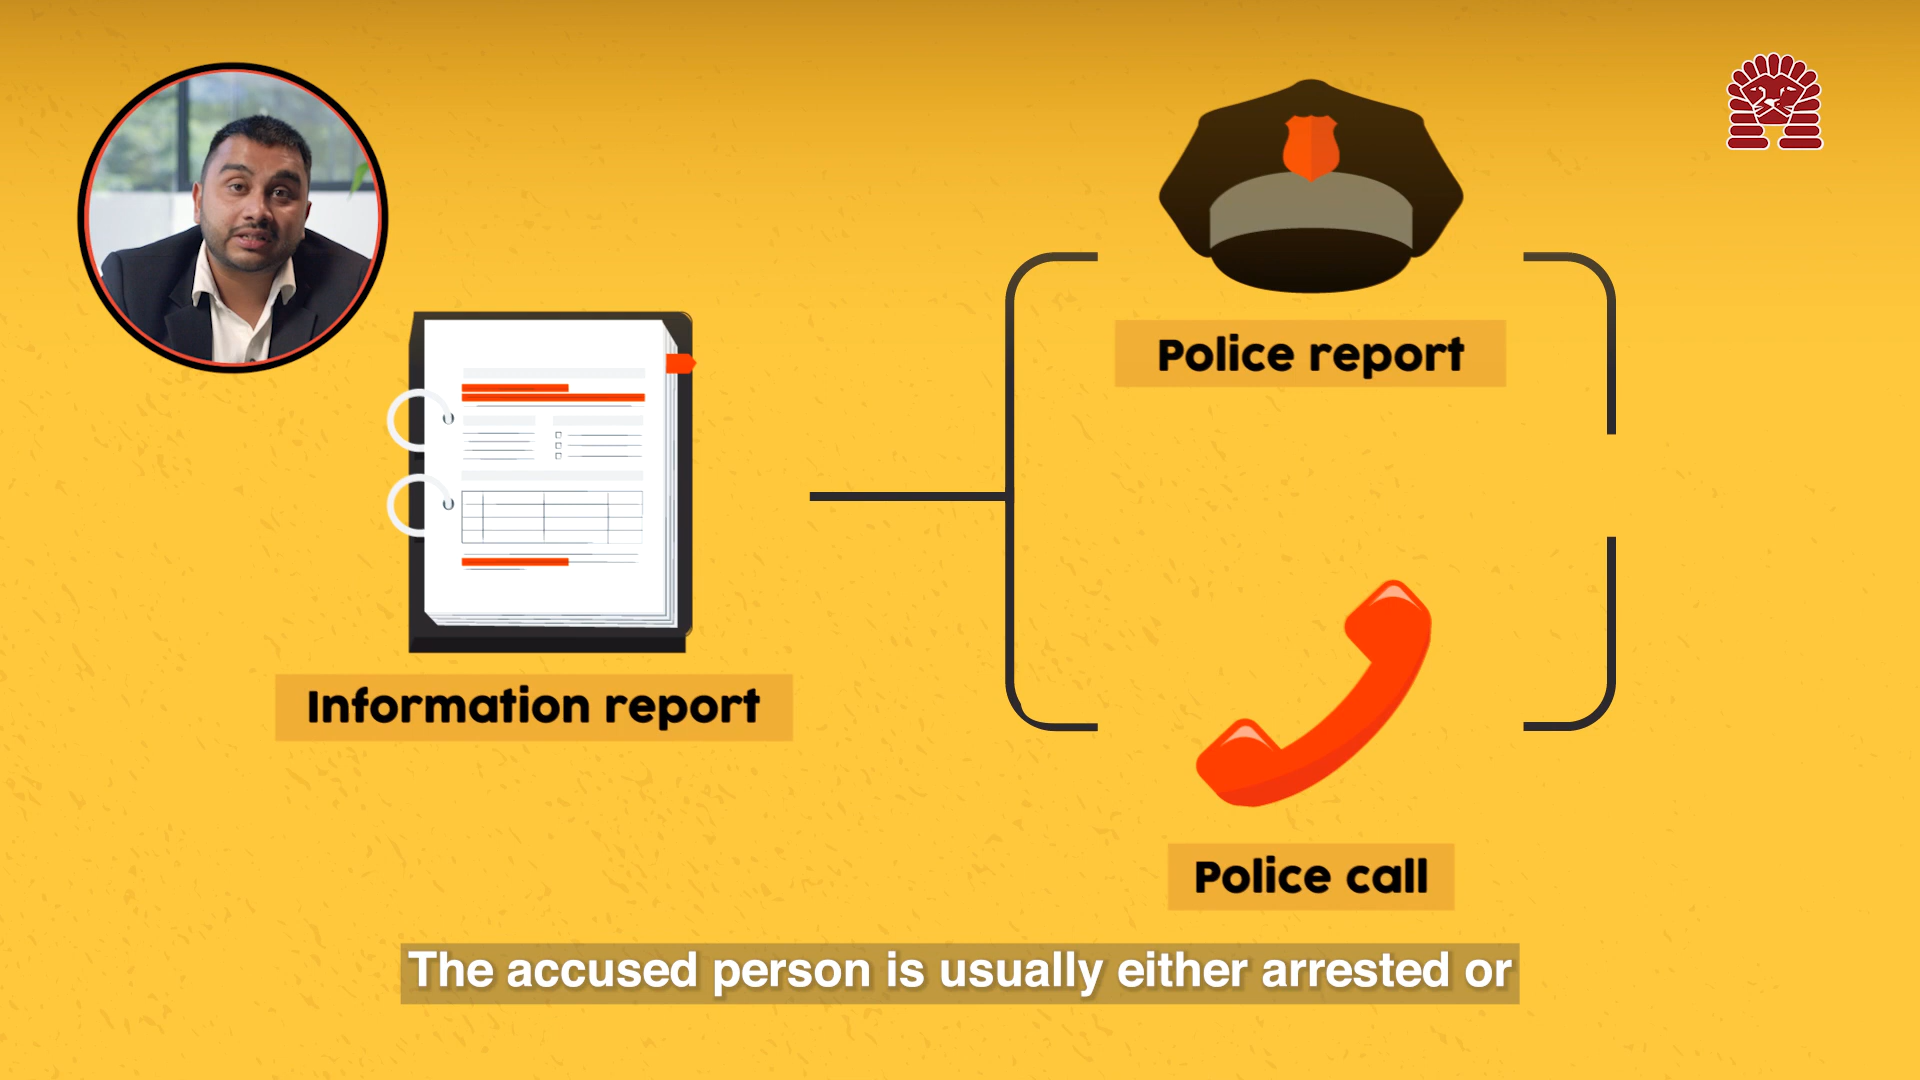 Police report
Information report
Police call
The accused person is usually either arrested or